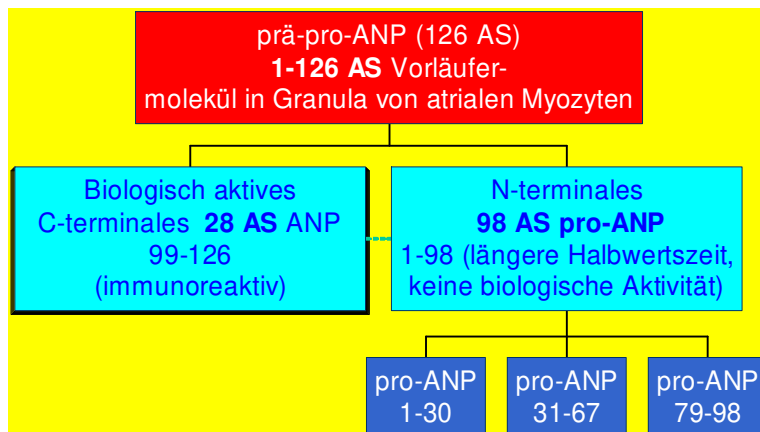 prä-pro-ANP (126 AS)
1-126 AS Vorläufer-
molekül in Granula von atrialen Myozyten
Biologisch aktives
C-terminales 28 AS ANP
99-126
(immunoreaktiv)
N-terminales
98 AS pro-ANP
1-98 (längere Halbwertszeit,
keine biologische Aktivität)
pro-ANP
1-30
pro-ANP
31-67
pro-ANP
79-98